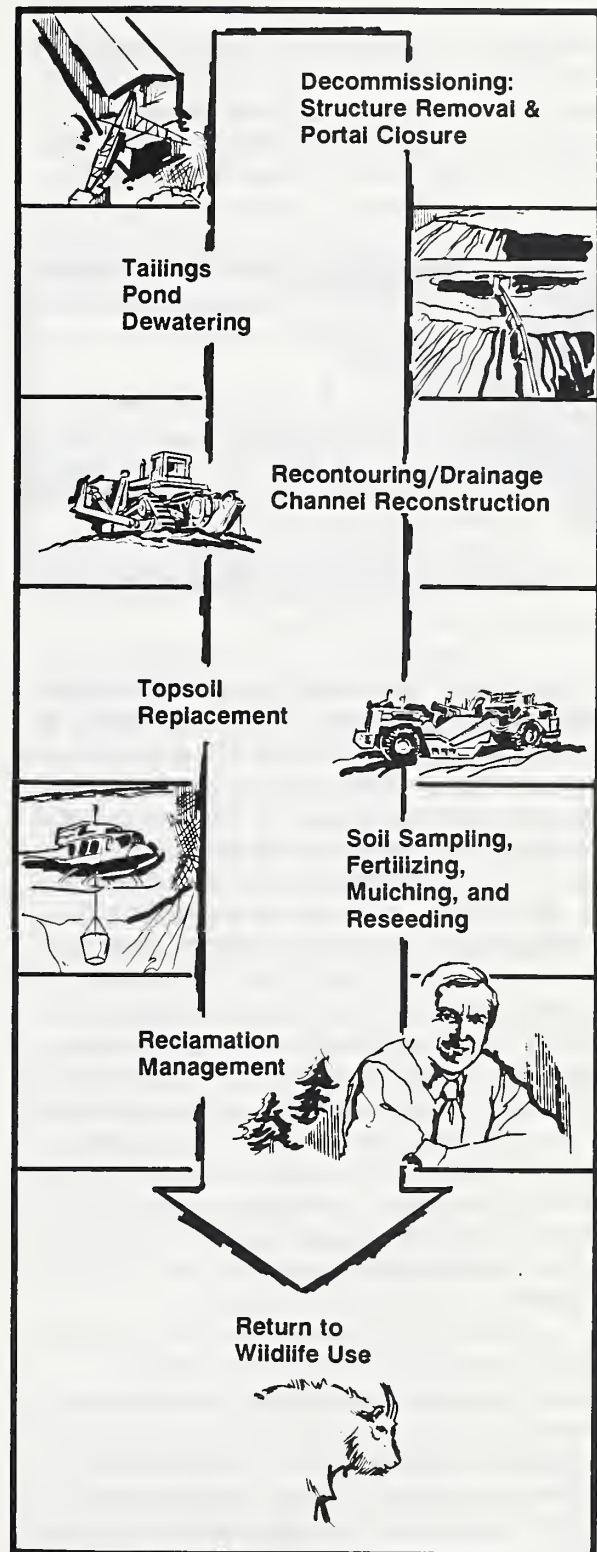 Decommissioning:
Structure Removal &
Portal Closure
Tailings
Pond
Dewatering
Recontouring/Drainage
Channel Reconstruction
Topsoil
Replacement
Soil Sampling,
Fertilizing,
Mulching, and
Reseeding
Reclamation
Management
Return to
Wildlife Use